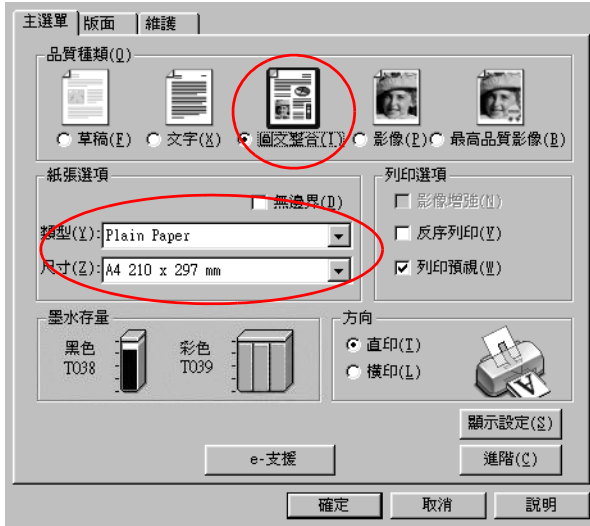 主選單 版面 維護
品質種類(Q)
草稿(F) 文字(X) 圖文整合(I) 影像(P) 最高品質影像(B)
紙張選項
無邊界(D)
類型(Y): Plain Paper
尺寸(Z): A4 210 x 297 mm
列印選項
影像增強(N)
反序列印(V)
列印預視(W)
墨水存量
黑色 彩色
T038 T039
方向
直印(T)
橫印(L)
顯示設定(S)
e-支援 進階(C)
確定 取消 說明